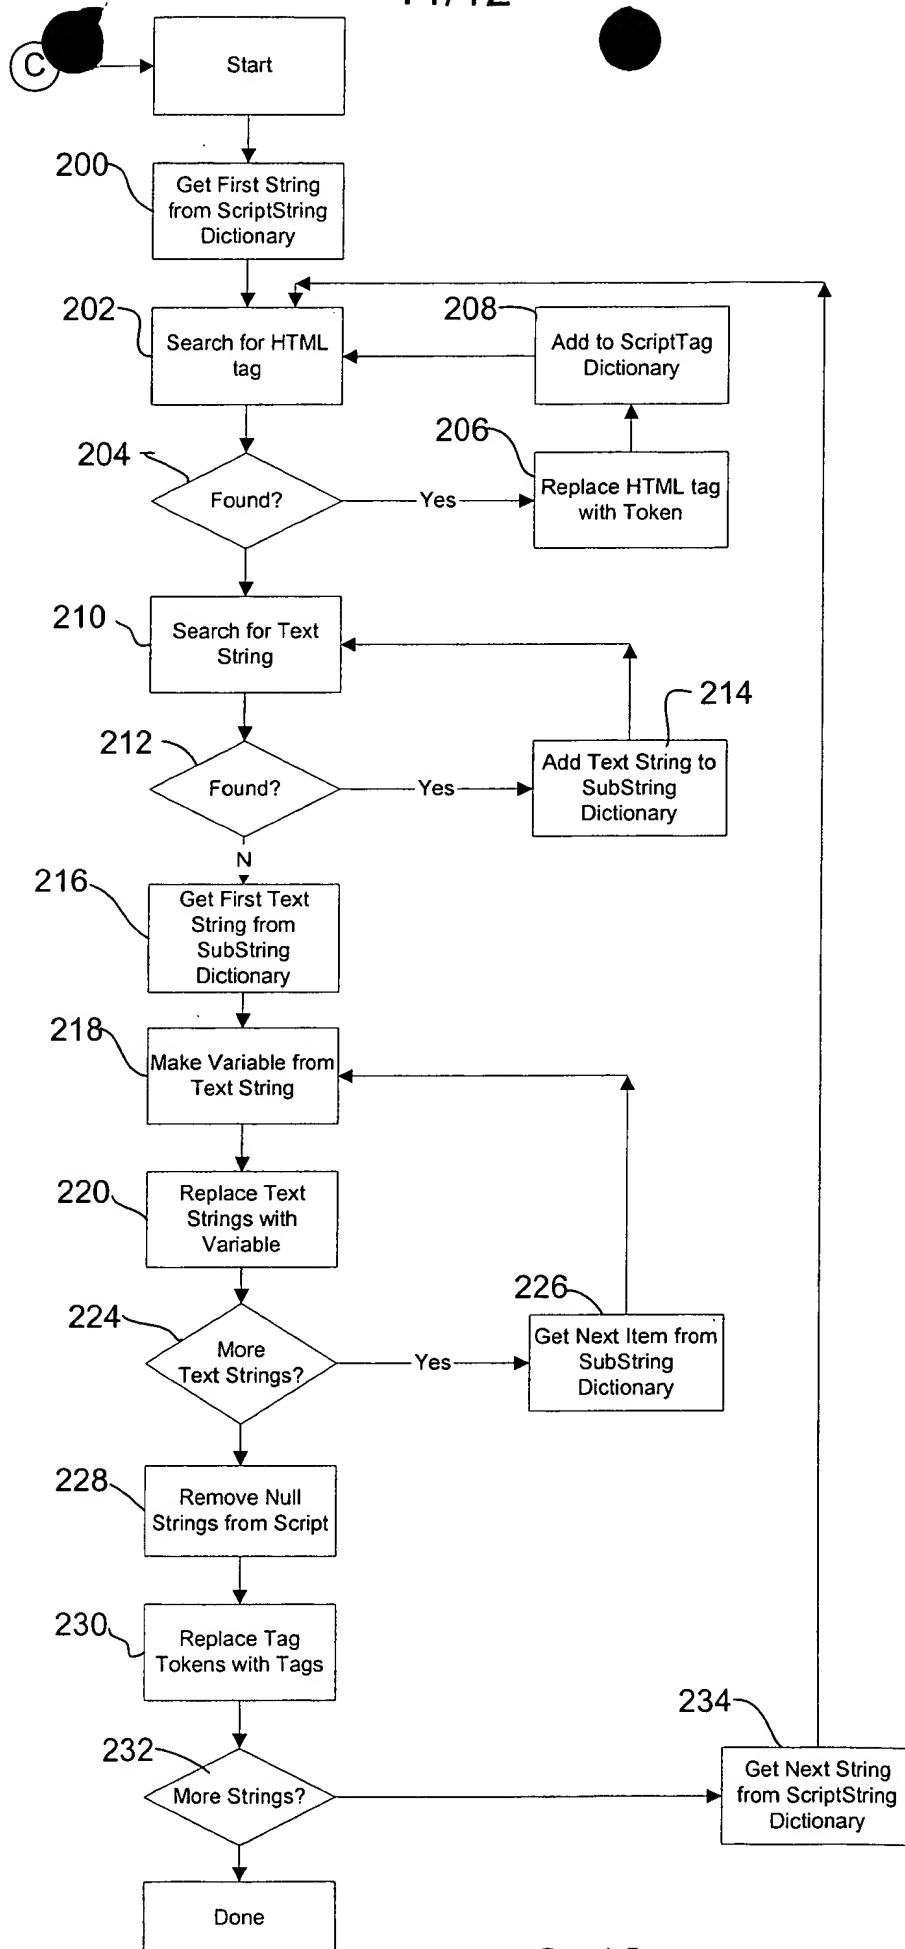 C
Start
200
Get First String
from ScriptString
Dictionary
202
Search for HTML
tag
208
Add to ScriptTag
Dictionary
204
Found?
Yes
206
Replace HTML tag
with Token
210
Search for Text
String
212
Found?
Yes
214
Add Text String to
SubString
Dictionary
N
216
Get First Text
String from
SubString
Dictionary
218
Make Variable from
Text String
220
Replace Text
Strings with
Variable
224
More
Text Strings?
Yes
226
Get Next Item from
SubString
Dictionary
228
Remove Null
Strings from Script
230
Replace Tag
Tokens with Tags
232
More Strings?
234
Get Next String
from ScriptString
Dictionary
Done